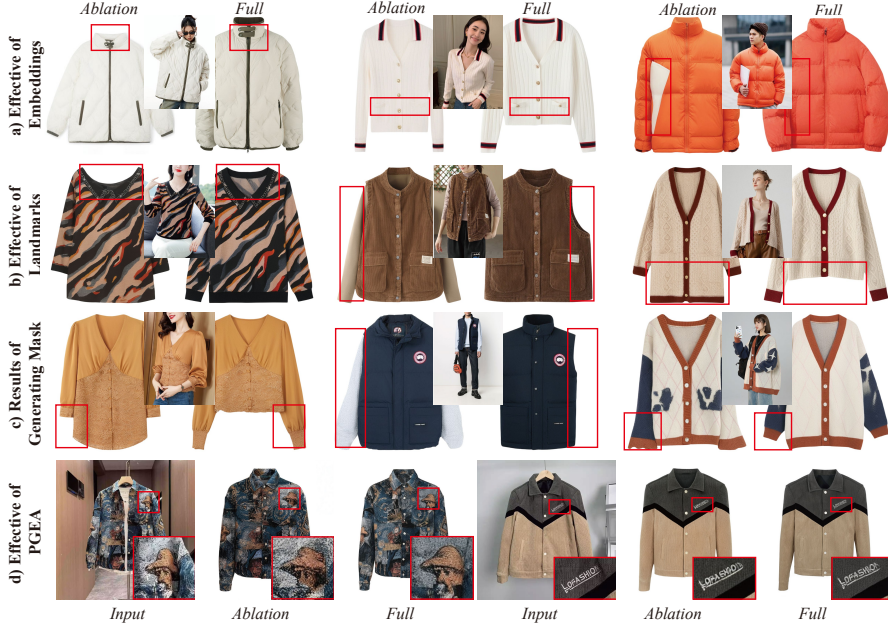 Ablation Full Ablation Full Ablation Full
a) Effective of
Embeddings
b) Effective of
Landmarks
c) Results of
Generating Mask
d) Effective of
PGEA
LOFASHION
Input Ablation Full Input Ablation Full